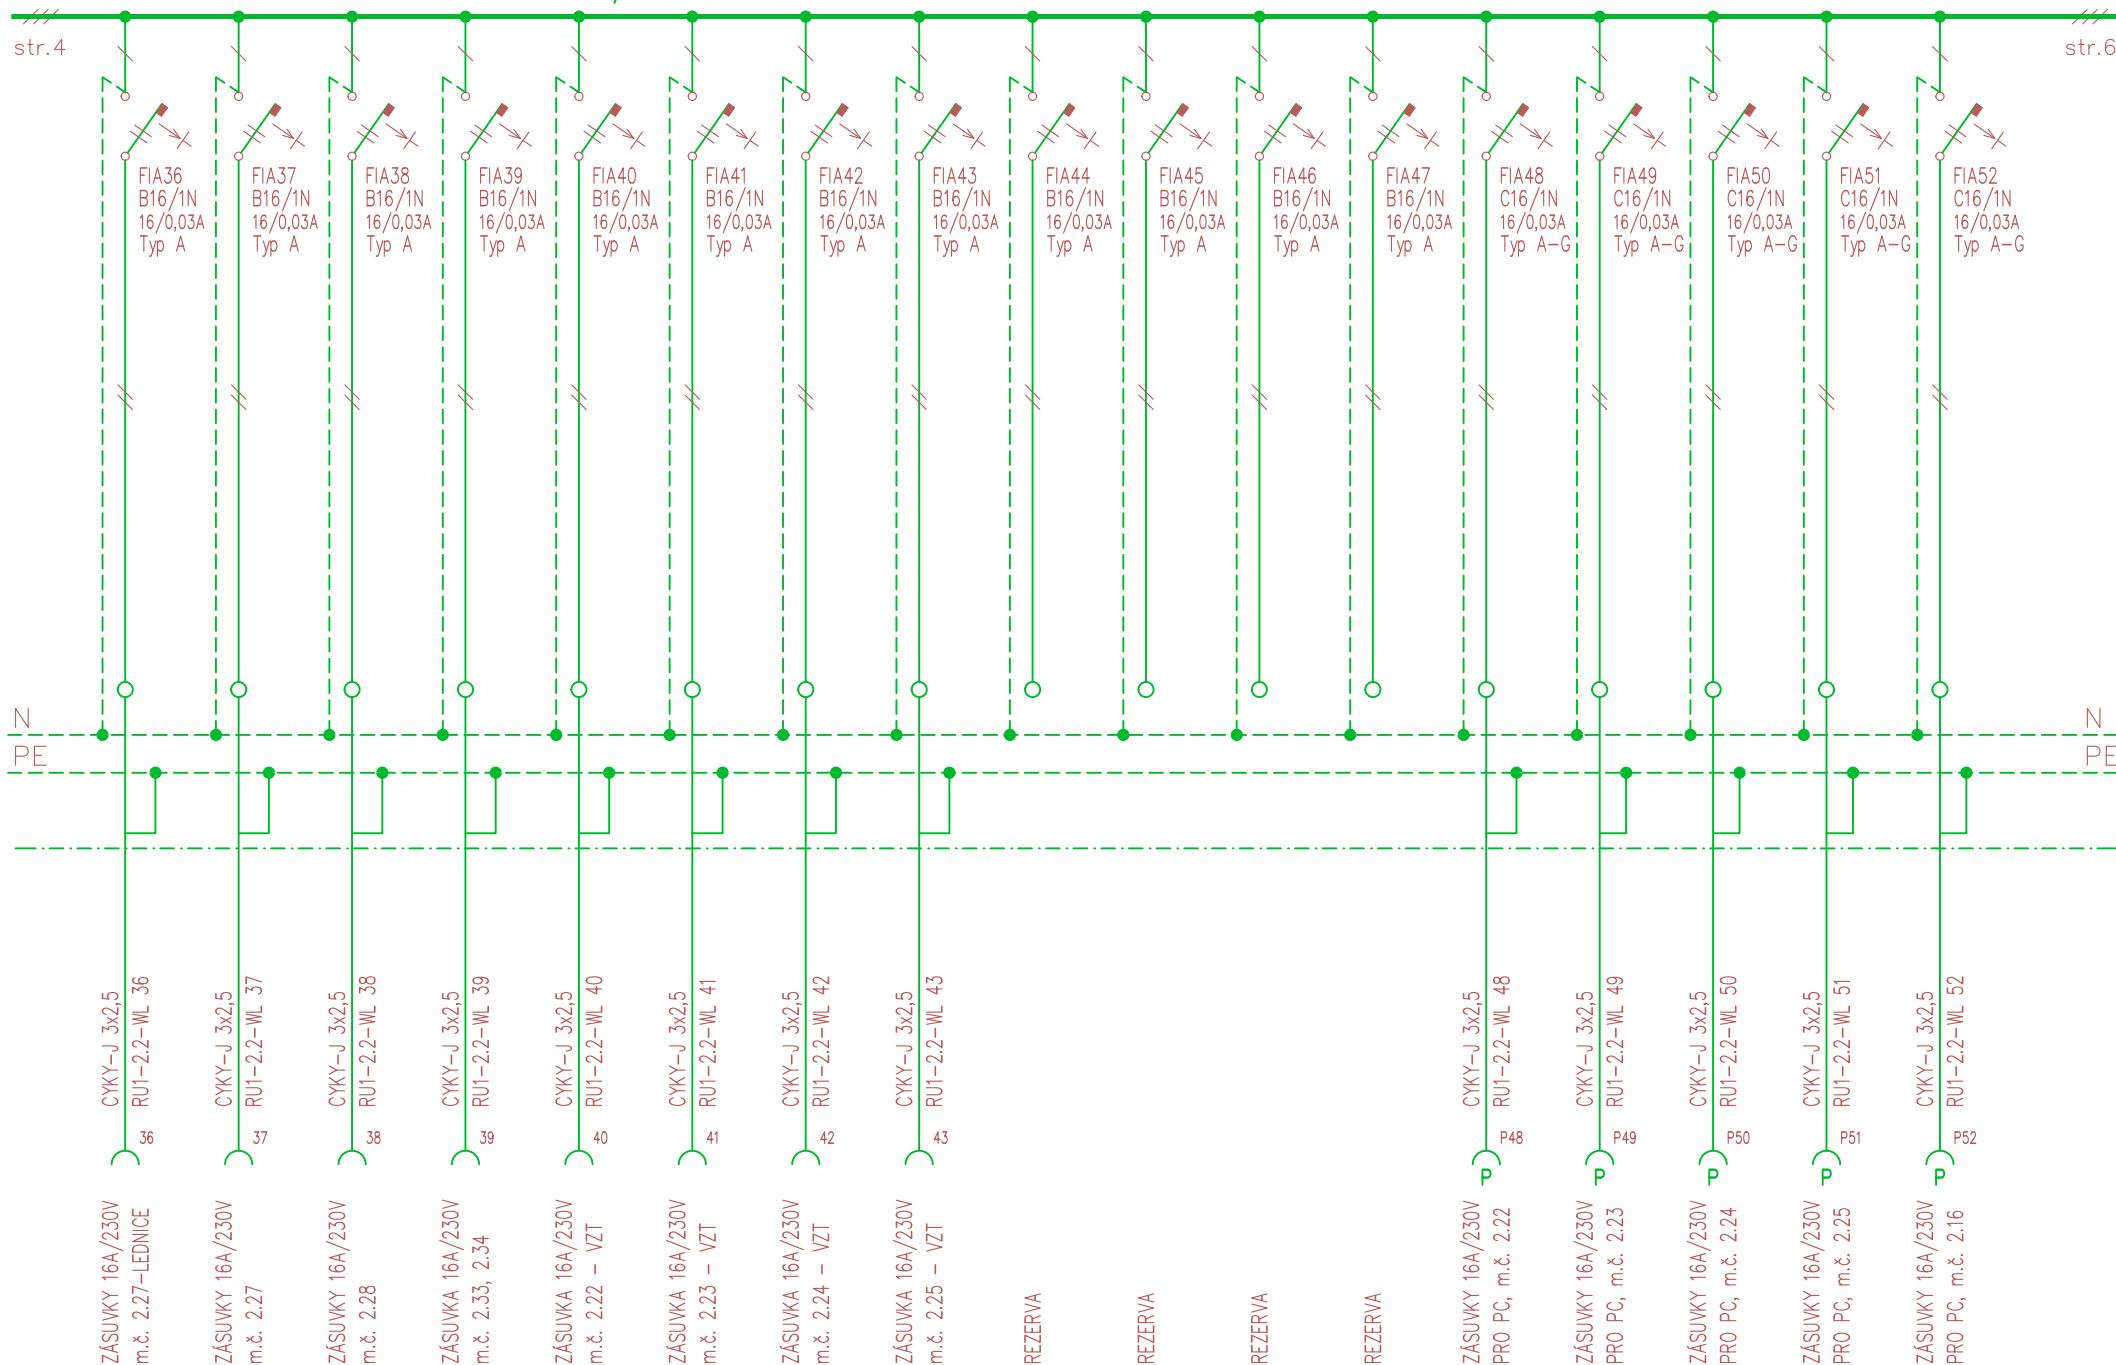 str.4
str.6
FIA36
B16/1N
16/0,03A
Typ A
FIA37
B16/1N
16/0,03A
Typ A
FIA38
B16/1N
16/0,03A
Typ A
FIA39
B16/1N
16/0,03A
Typ A
FIA40
B16/1N
16/0,03A
Typ A
FIA41
B16/1N
16/0,03A
Typ A
FIA42
B16/1N
16/0,03A
Typ A
FIA43
B16/1N
16/0,03A
Typ A
FIA44
B16/1N
16/0,03A
Typ A
FIA45
B16/1N
16/0,03A
Typ A
FIA46
B16/1N
16/0,03A
Typ A
FIA47
B16/1N
16/0,03A
Typ A
FIA48
C16/1N
16/0,03A
Typ A-G
FIA49
C16/1N
16/0,03A
Typ A-G
FIA50
C16/1N
16/0,03A
Typ A-G
FIA51
C16/1N
16/0,03A
Typ A-G
FIA52
C16/1N
16/0,03A
Typ A-G
N
N
PE
PE
CYKY-J 3x2,5
RU1-2.2-WL 36
CYKY-J 3x2,5
RU1-2.2-WL 37
CYKY-J 3x2,5
RU1-2.2-WL 38
CYKY-J 3x2,5
RU1-2.2-WL 39
CYKY-J 3x2,5
RU1-2.2-WL 40
CYKY-J 3x2,5
RU1-2.2-WL 41
CYKY-J 3x2,5
RU1-2.2-WL 42
CYKY-J 3x2,5
RU1-2.2-WL 43
CYKY-J 3x2,5
RU1-2.2-WL 48
CYKY-J 3x2,5
RU1-2.2-WL 49
CYKY-J 3x2,5
RU1-2.2-WL 50
CYKY-J 3x2,5
RU1-2.2-WL 51
CYKY-J 3x2,5
RU1-2.2-WL 52
36
37
38
39
40
41
42
43
P48
P49
P50
P51
P52
P
P
P
P
P
ZÁSUVKY 16A/230V
m.č. 2.27-LEDNICE
ZÁSUVKY 16A/230V
m.č. 2.27
ZÁSUVKY 16A/230V
m.č. 2.28
ZÁSUVKA 16A/230V
m.č. 2.33, 2.34
ZÁSUVKA 16A/230V
m.č. 2.22 - VZT
ZÁSUVKA 16A/230V
m.č. 2.23 - VZT
ZÁSUVKA 16A/230V
m.č. 2.24 - VZT
ZÁSUVKA 16A/230V
m.č. 2.25 - VZT
REZERVA
REZERVA
REZERVA
REZERVA
ZÁSUVKY 16A/230V
PRO PC, m.č. 2.22
ZÁSUVKY 16A/230V
PRO PC, m.č. 2.23
ZÁSUVKY 16A/230V
PRO PC, m.č. 2.24
ZÁSUVKY 16A/230V
PRO PC, m.č. 2.25
ZÁSUVKY 16A/230V
PRO PC, m.č. 2.16